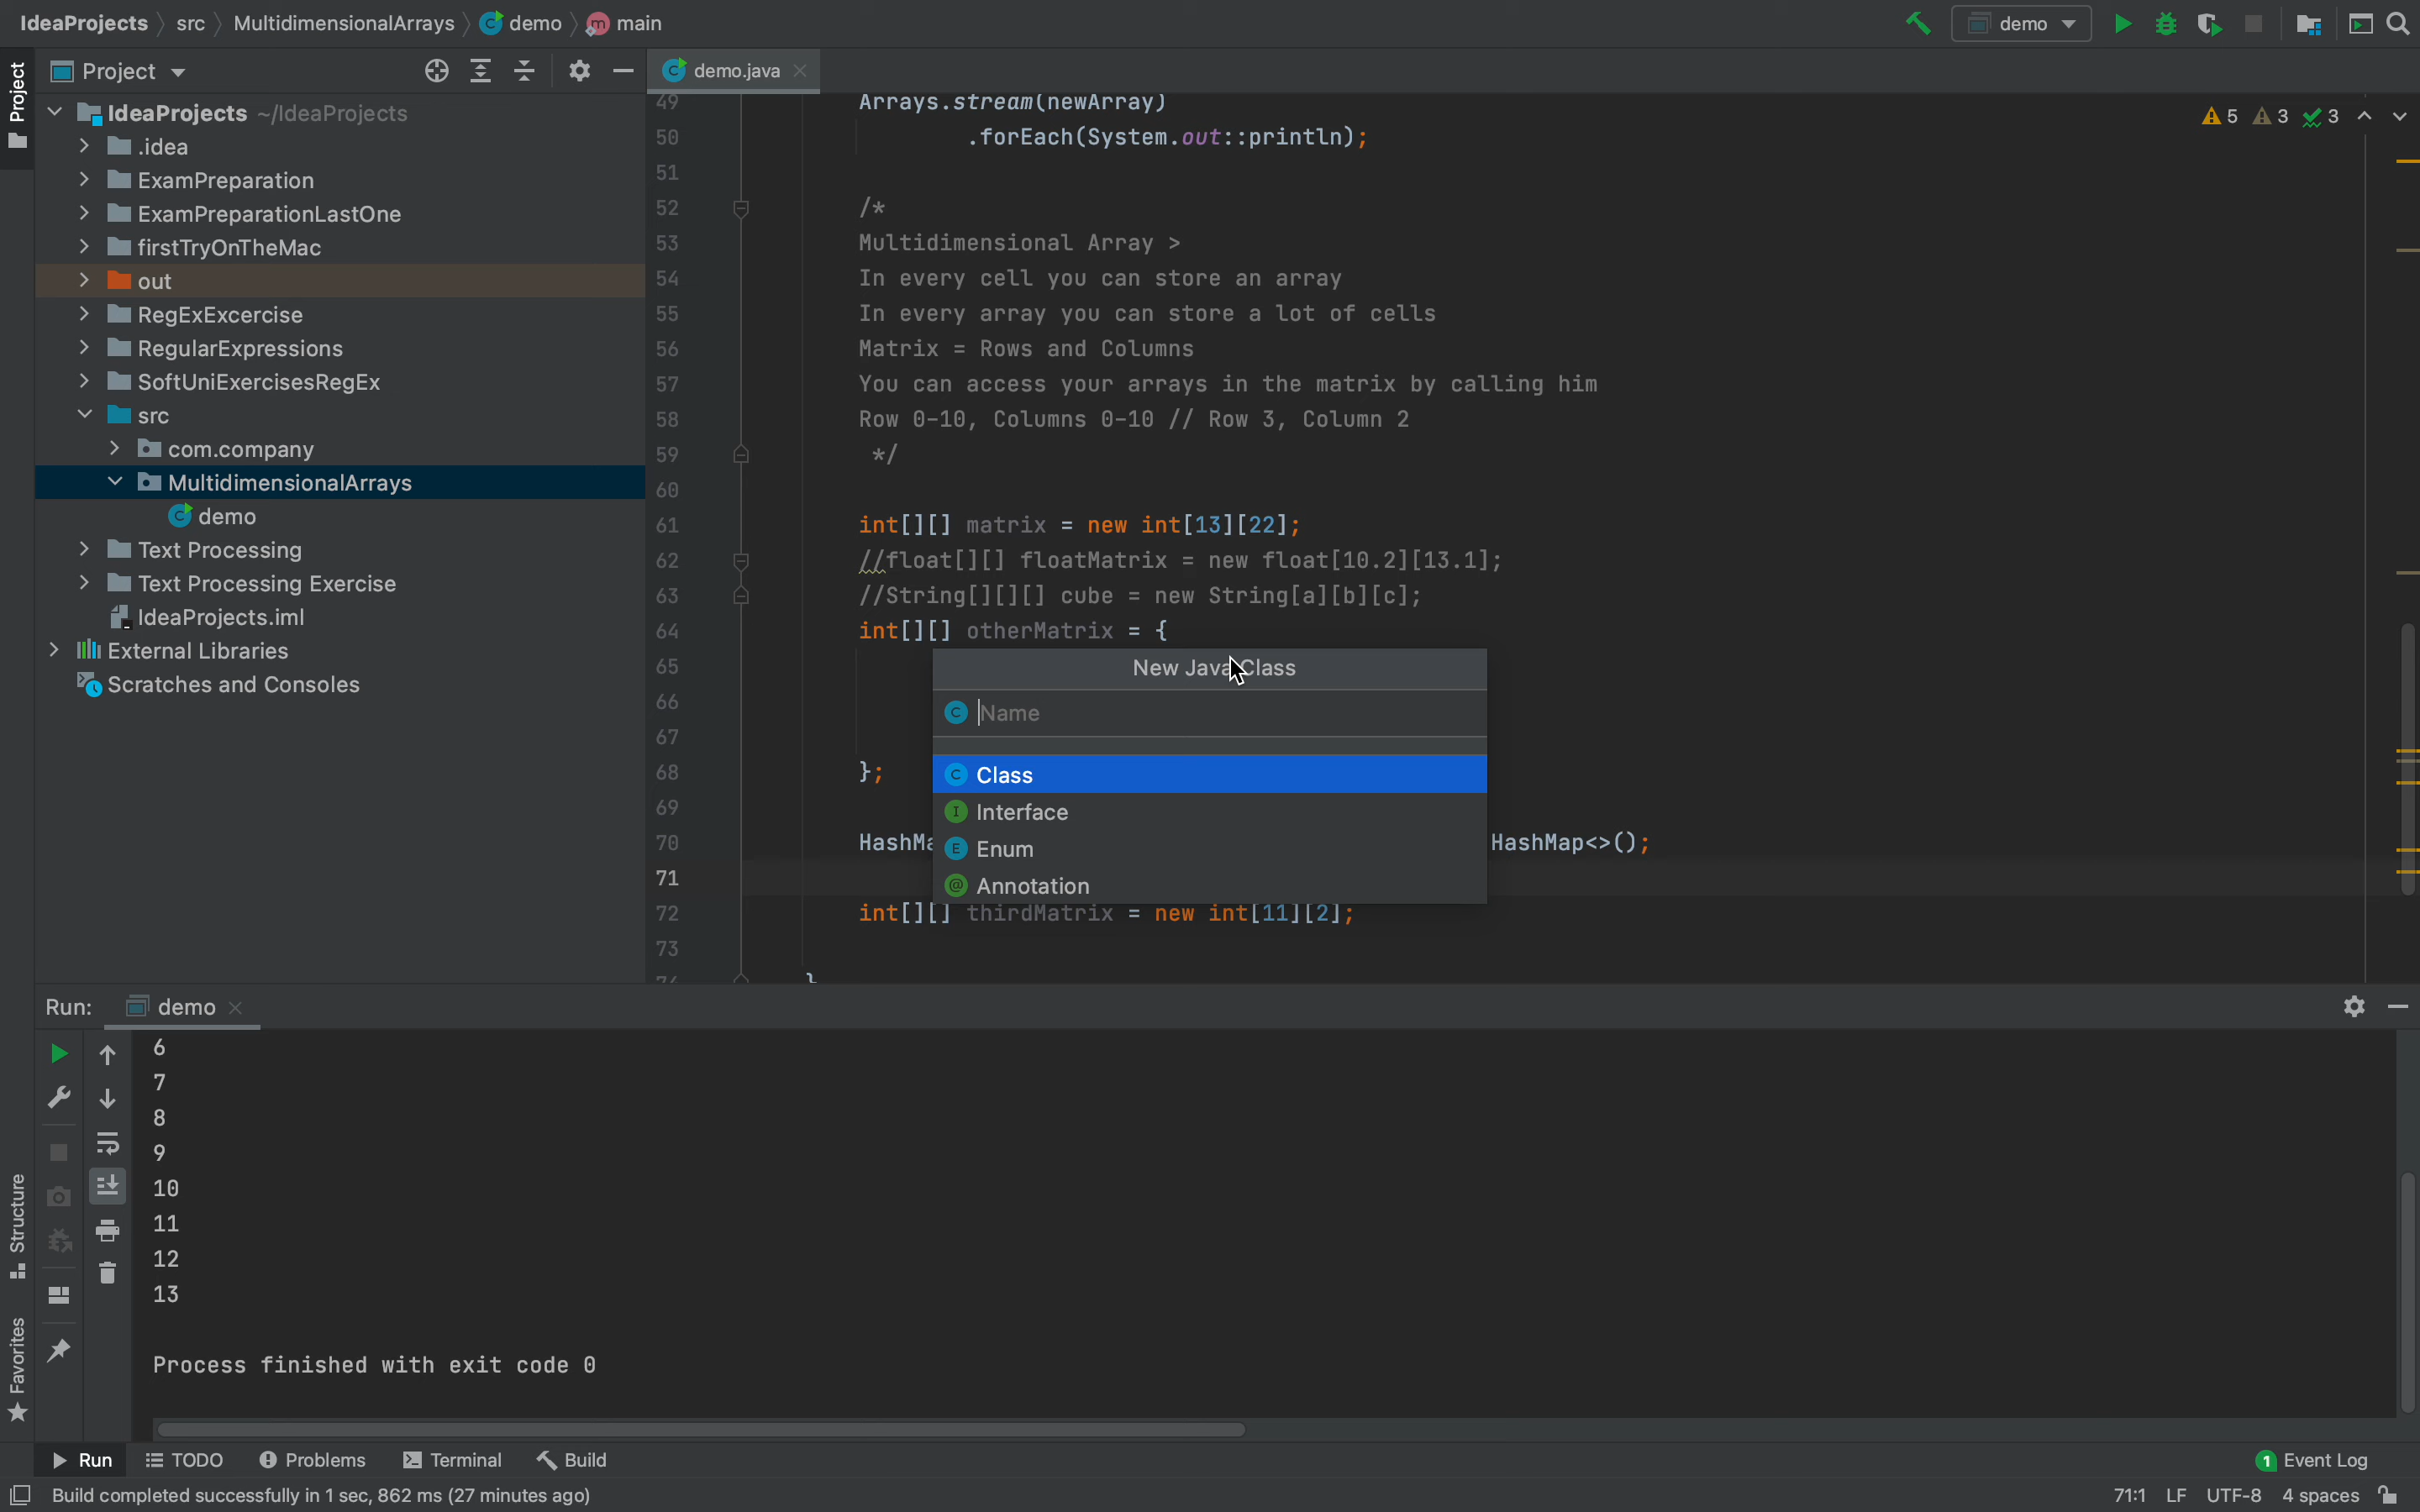 IdeaProjects src MultidimensionalArrays demo main
demo
Project
Project
demo.java
IdeaProjects ~/IdeaProjects
.idea
ExamPreparation
ExamPreparationLastOne
firstTryOnTheMac
out
RegExExcercise
RegularExpressions
SoftUniExercisesRegEx
src
com.company
MultidimensionalArrays
demo
Text Processing
Text Processing Exercise
IdeaProjects.iml
External Libraries
Scratches and Consoles
5 3 3
49 Arrays.stream(newArray)
50 .forEach(System.out::println);
51
52 /*
53 Multidimensional Array >
54 In every cell you can store an array
55 In every array you can store a lot of cells
56 Matrix = Rows and Columns
57 You can access your arrays in the matrix by calling him
58 Row 0-10, Columns 0-10 // Row 3, Column 2
59 */
60
61 int[][] matrix = new int[13][22];
62 //float[][] floatMatrix = new float[10.2][13.1];
63 //String[][][] cube = new String[a][b][c];
64 int[][] otherMatrix = {
65
66
67
68 };
69
70 HashMa HashMap<>();
71
72 int[][] thirdMatrix = new int[11][2];
73
74 }
New Java Class
Name
Class
Interface
Enum
Annotation
Run: demo
6
7
8
9
10
11
12
13
Process finished with exit code 0
Structure
Favorites
Run TODO Problems Terminal Build
1 Event Log
Build completed successfully in 1 sec, 862 ms (27 minutes ago)
71:1 LF UTF-8 4 spaces